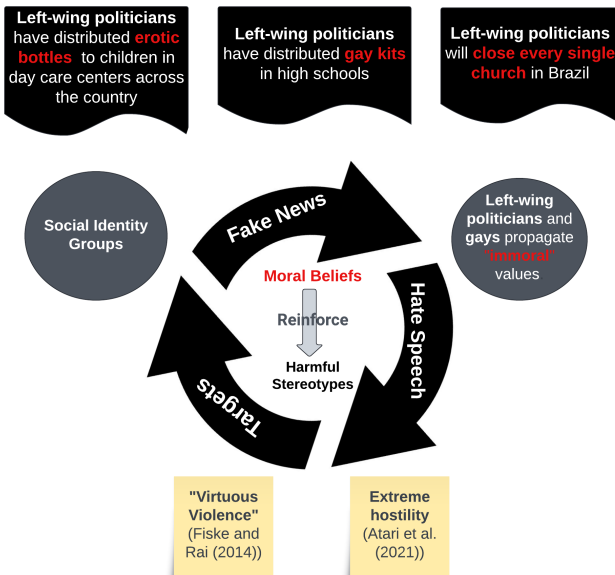 Left-wing politicians
have distributed erotic
bottles to children in
day care centers across
the country
Left-wing politicians
have distributed gay kits
in high schools
Left-wing politicians
will close every single
church in Brazil
Social Identity
Groups
Fake News
Left-wing
politicians and
gays propagate
"immoral"
values
Moral Beliefs
Reinforce
Harmful
Stereotypes
Hate Speech
Targets
"Virtuous
Violence"
(Fiske and
Rai (2014))
Extreme
hostility
(Atari et al.
(2021))